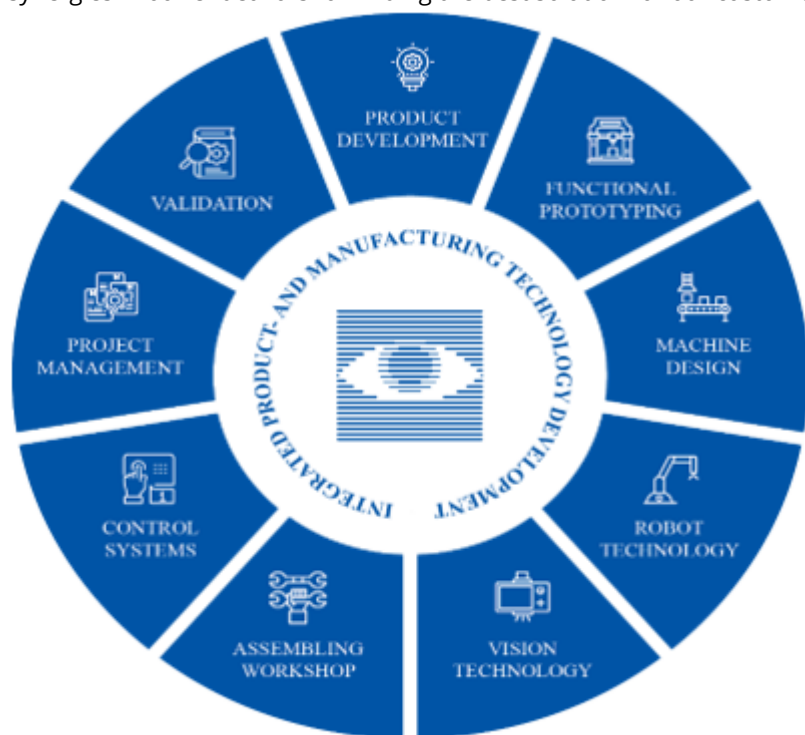 PRODUCT
DEVELOPMENT
FUNCTIONAL
PROTOTYPING
MACHINE
DESIGN
ROBOT
TECHNOLOGY
VISION
TECHNOLOGY
ASSEMBLING
WORKSHOP
CONTROL
SYSTEMS
PROJECT
MANAGEMENT
VALIDATION
INTEGRATED PRODUCT- AND MANUFACTURING TECHNOLOGY DEVELOPMENT